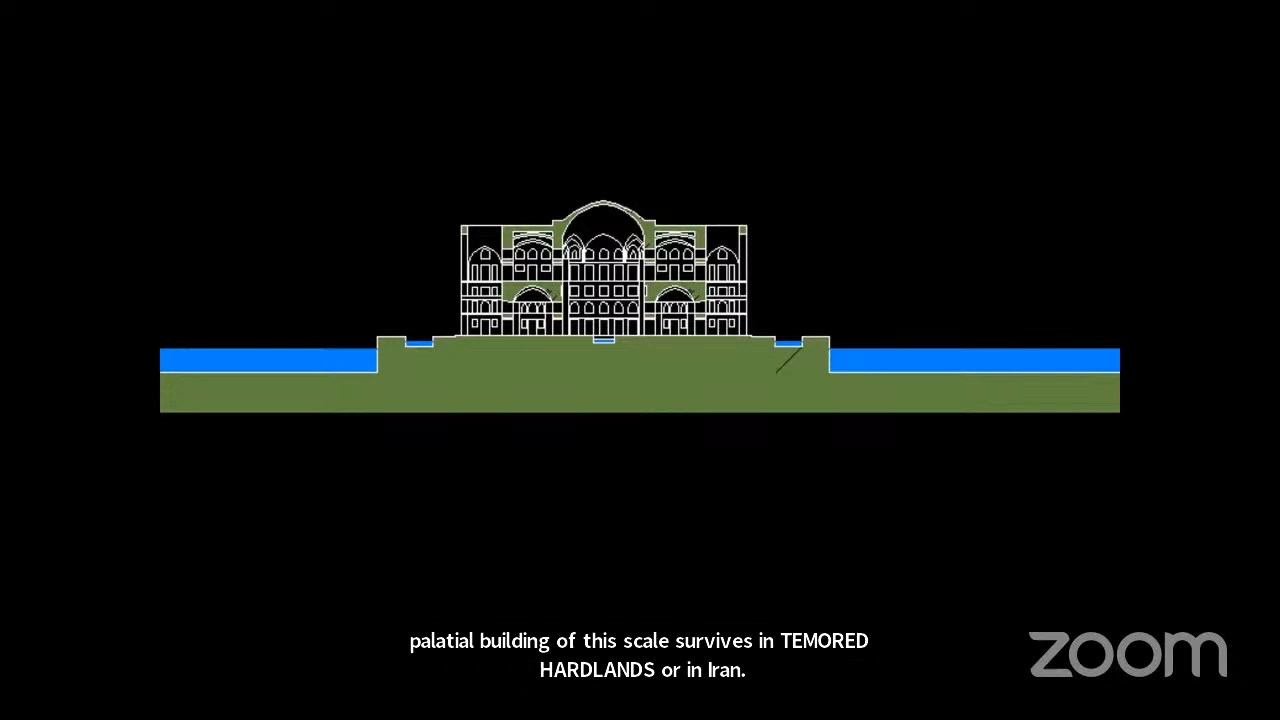 palatial building of this scale survives in TEMORED
HARDLANDS or in Iran.
zoom